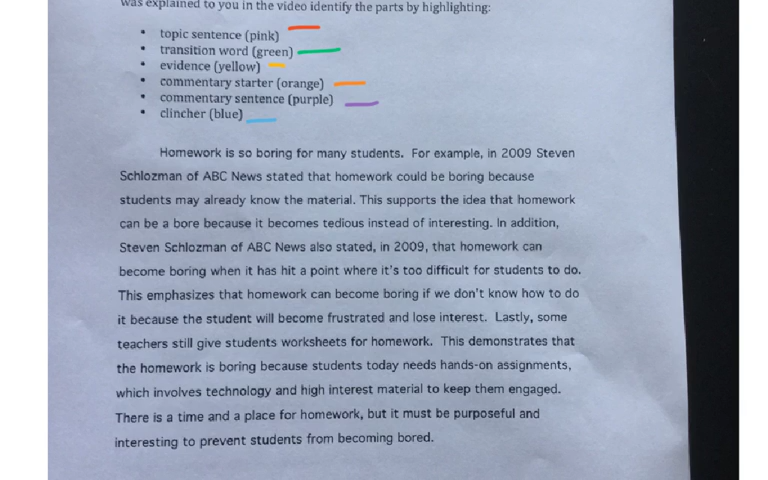 was explained to you in the video identify the parts by highlighting:
• topic sentence (pink)
• transition word (green)
• evidence (yellow)
• commentary starter (orange)
• commentary sentence (purple)
• clincher (blue)
Homework is so boring for many students. For example, in 2009 Steven
Schlozman of ABC News stated that homework could be boring because
students may already know the material. This supports the idea that homework
can be a bore because it becomes tedious instead of interesting. In addition,
Steven Schlozman of ABC News also stated, in 2009, that homework can
become boring when it has hit a point where it's too difficult for students to do.
This emphasizes that homework can become boring if we don't know how to do
it because the student will become frustrated and lose interest. Lastly, some
teachers still give students worksheets for homework. This demonstrates that
the homework is boring because students today needs hands-on assignments,
which involves technology and high interest material to keep them engaged.
There is a time and a place for homework, but it must be purposeful and
interesting to prevent students from becoming bored.